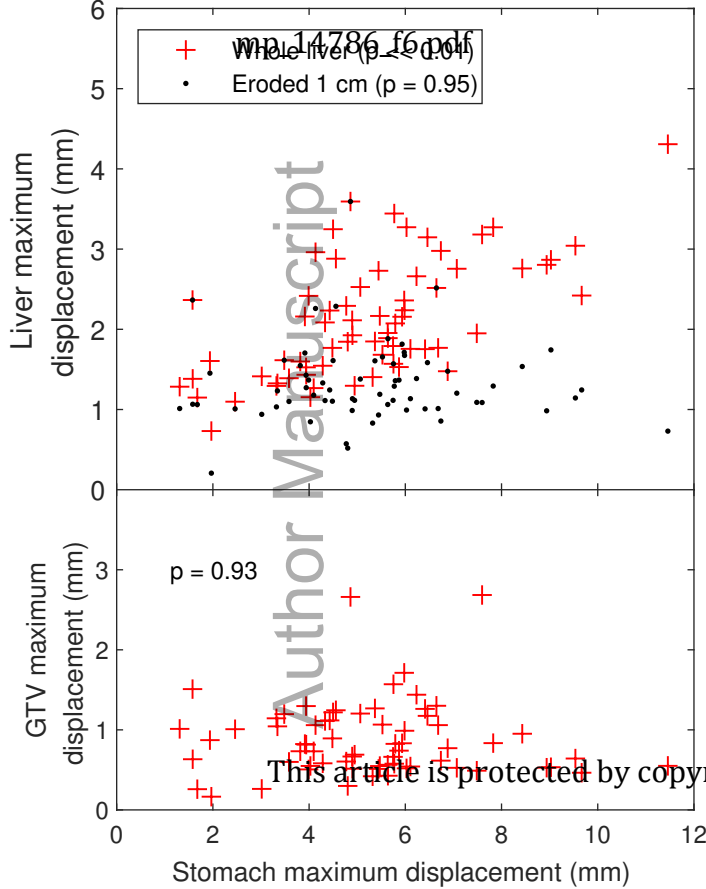 mp_14786_f6.pdf
Whole liver (p << 0.01)
Eroded 1 cm (p = 0.95)
6
5
4
3
2
1
0
Liver maximum
displacement (mm)
Author Manuscript
p = 0.93
3
2
1
0
GTV maximum
displacement (mm)
This article is protected by copyr
0 2 4 6 8 10 12
Stomach maximum displacement (mm)